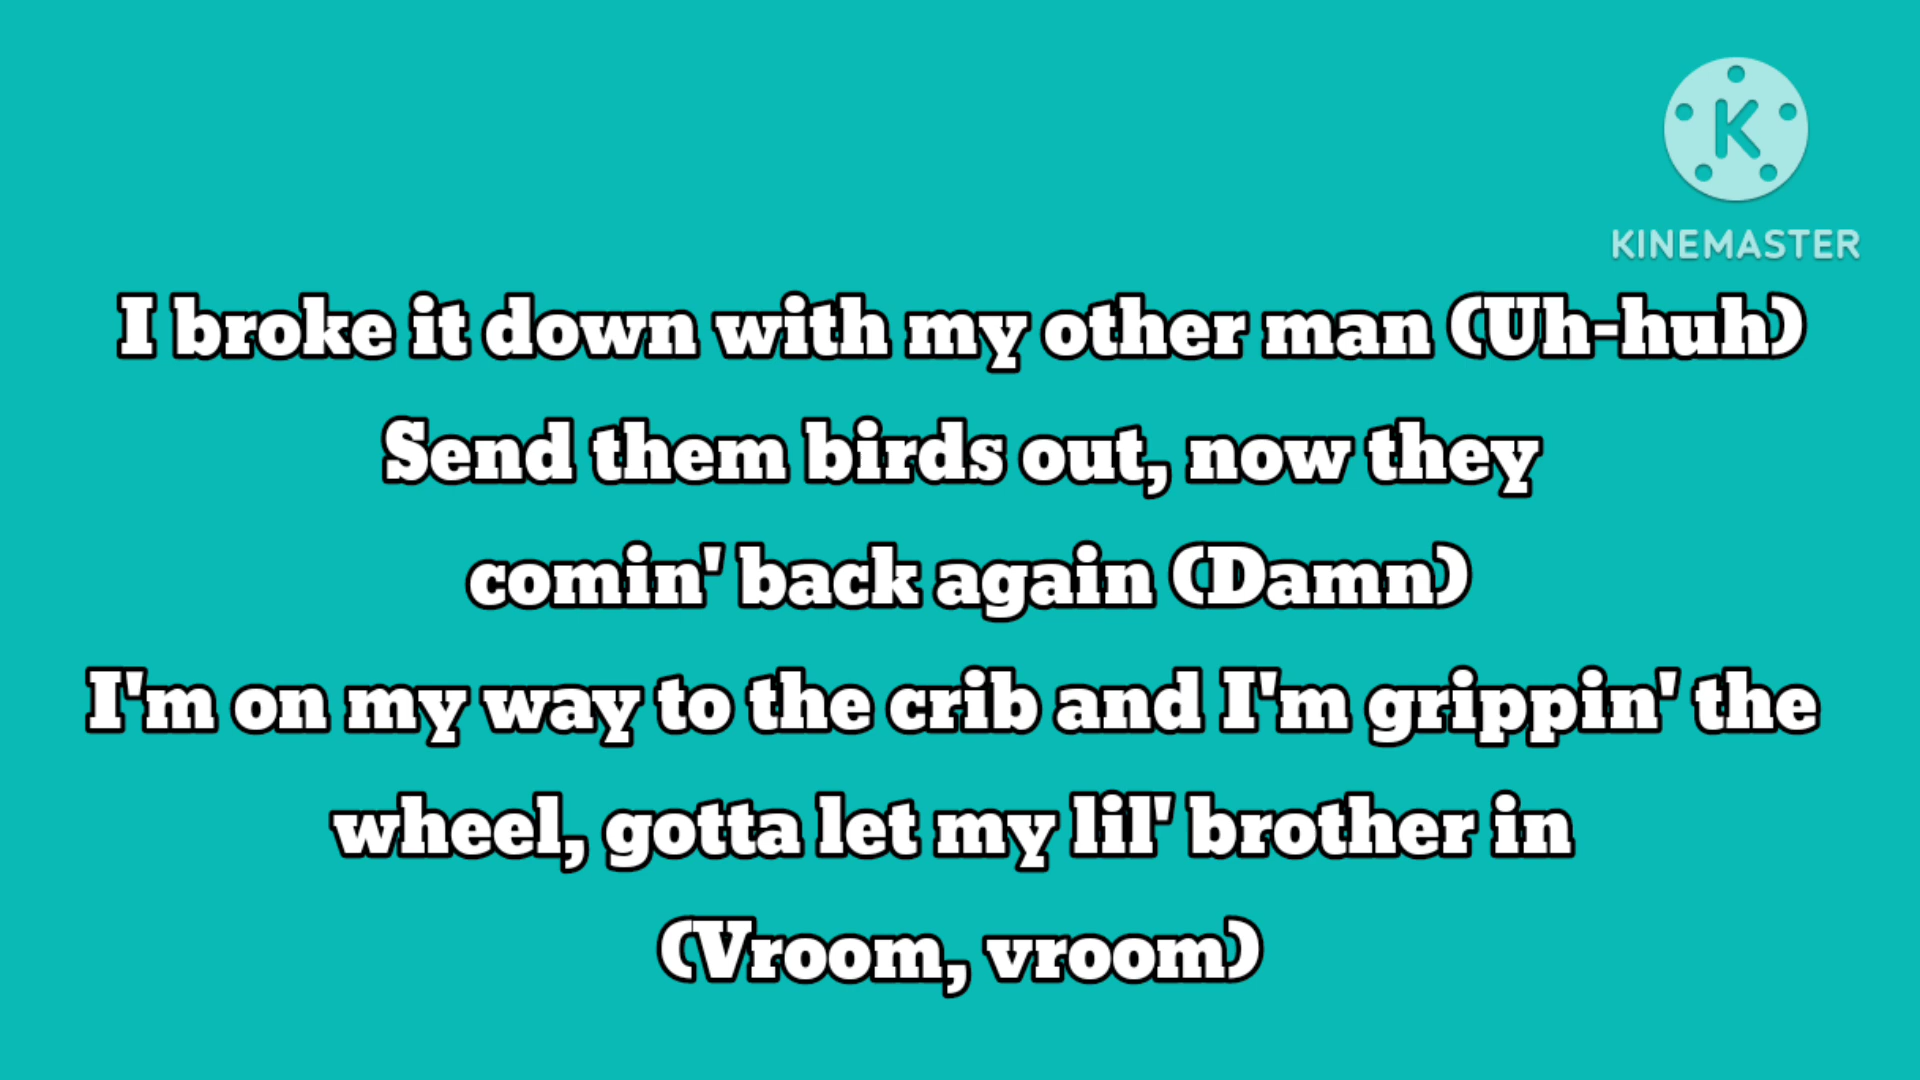 K
KINEMASTER
I broke it down with my other man (Uh-huh)
Send them birds out, now they
comin' back again (Damn)
I'm on my way to the crib and I'm grippin' the
wheel, gotta let my lil' brother in
(Vroom, vroom)